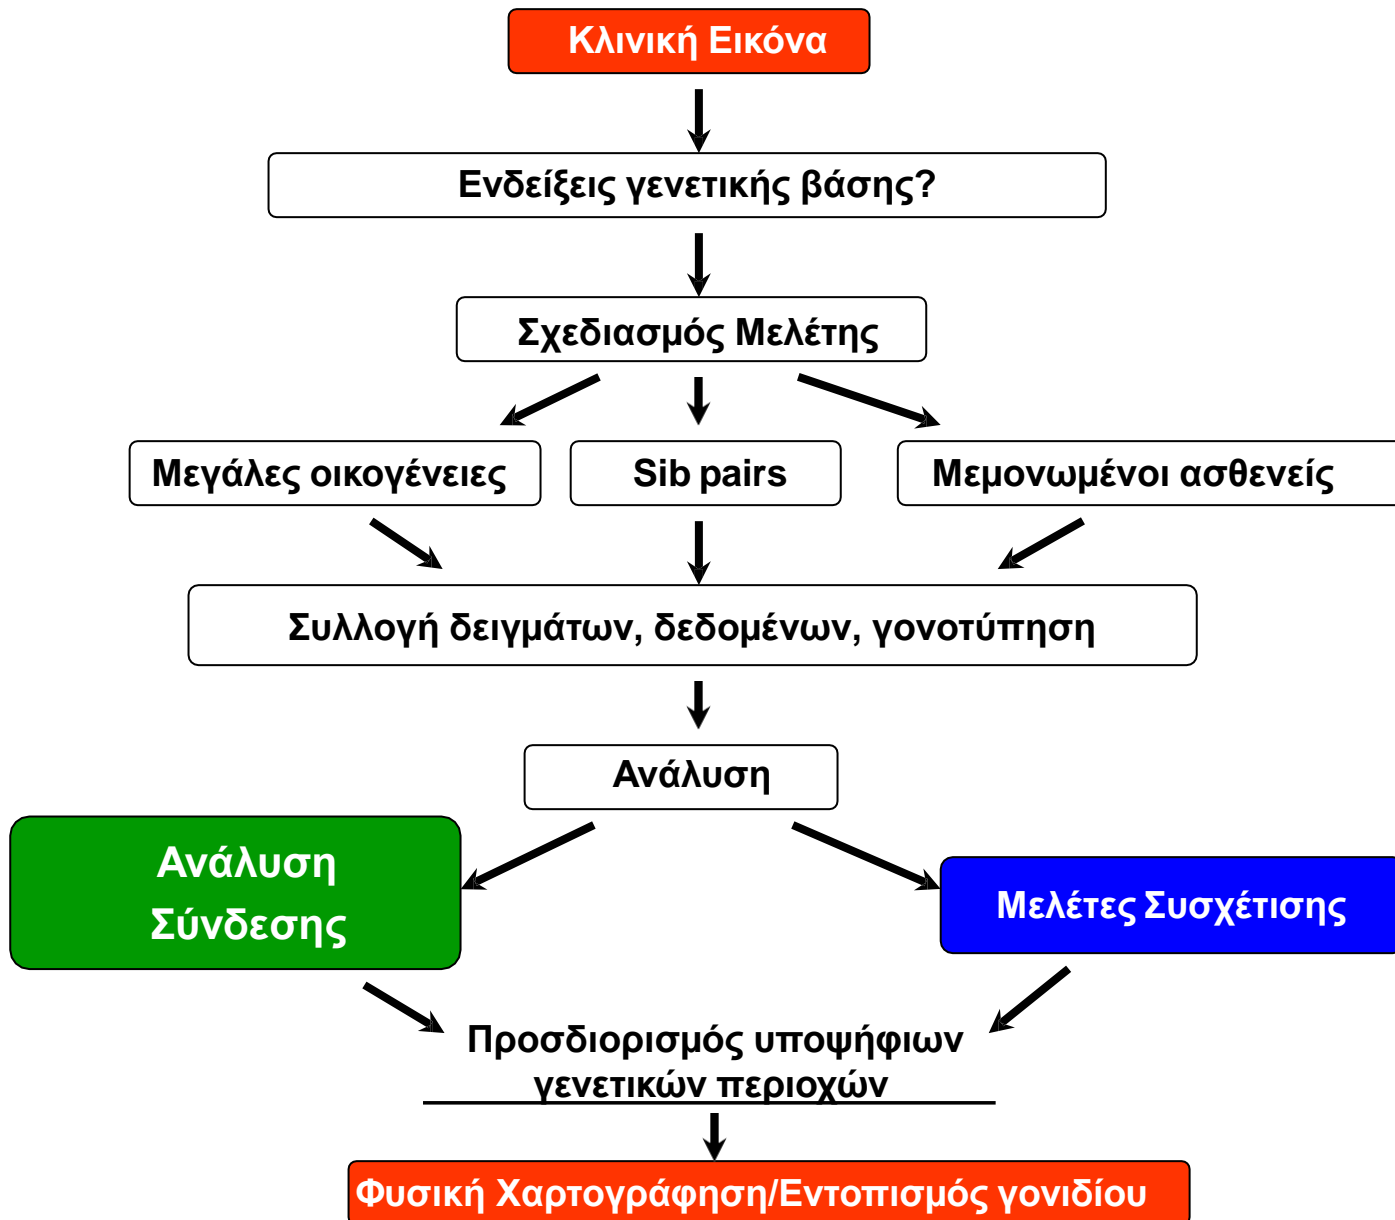 Κλινική Εικόνα
Ενδείξεις γενετικής βάσης?
Σχεδιασμός Μελέτης
Μεγάλες οικογένειες
Sib pairs
Μεμονωμένοι ασθενείς
Συλλογή δειγμάτων, δεδομένων, γονοτύπηση
Ανάλυση
Ανάλυση
Σύνδεσης
Μελέτες Συσχέτισης
Προσδιορισμός υποψήφιων
γενετικών περιοχών
Φυσική Χαρτογράφηση/Εντοπισμός γονιδίου